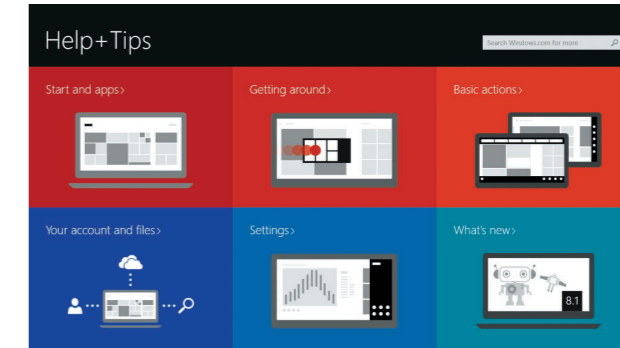 Help+Tips
Search Windows.com for more
Start and apps>
Getting around>
Basic actions>
Your account and files>
Settings>
What's new>
8.1